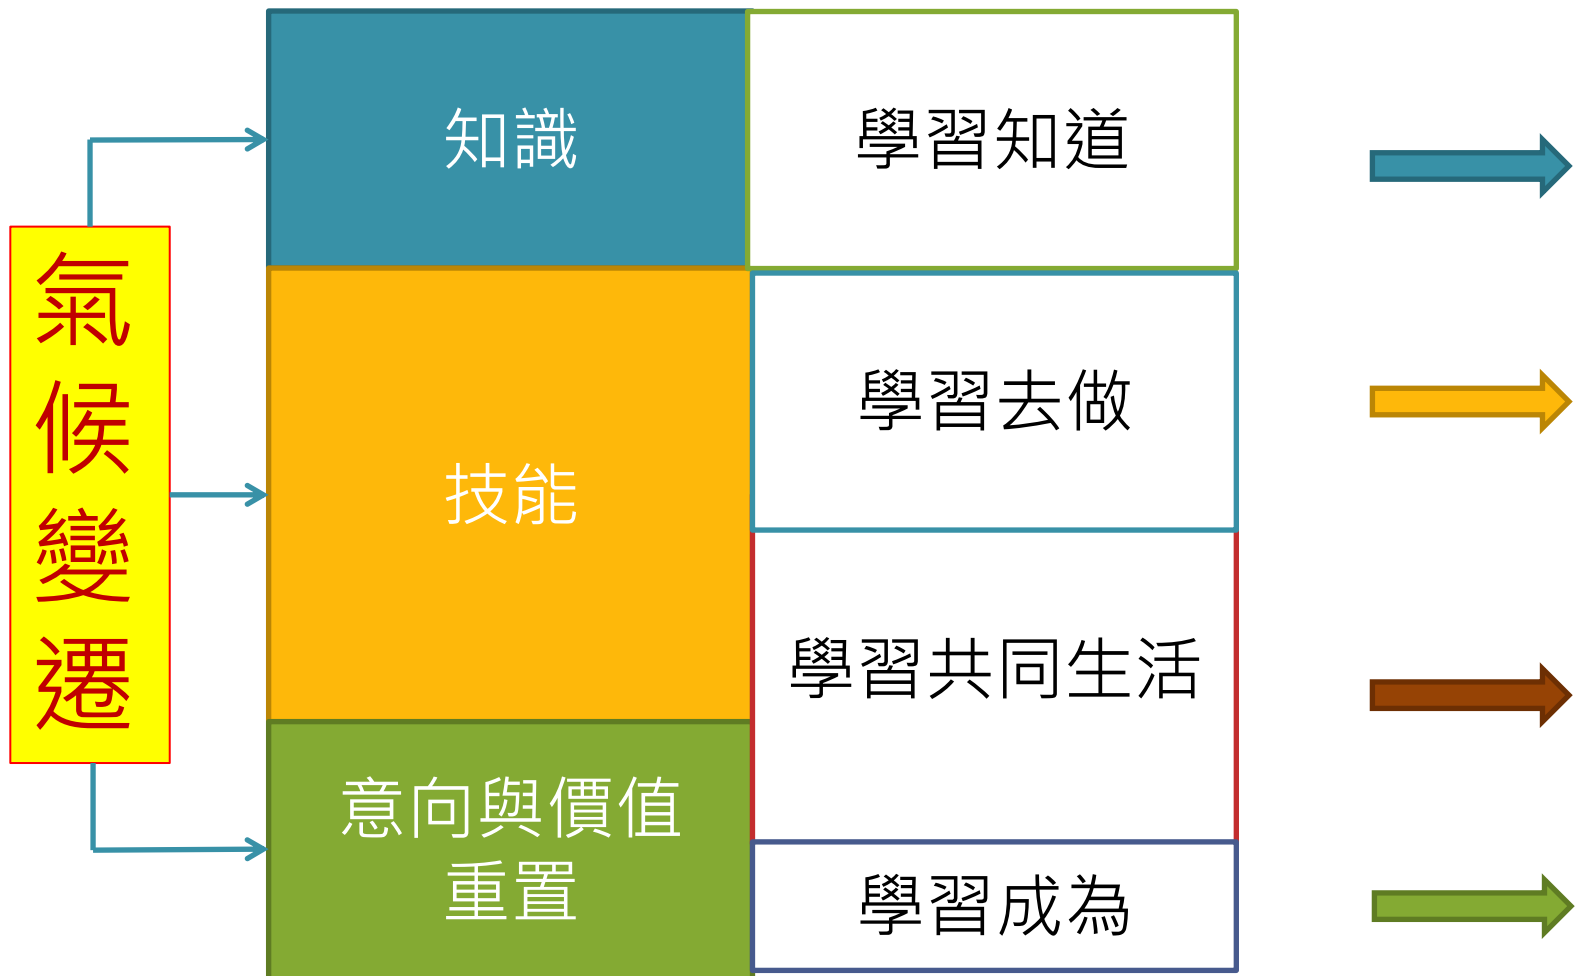 氣候變遷
知識
學習知道
技能
學習去做
學習共同生活
意向與價值
重置
學習成為